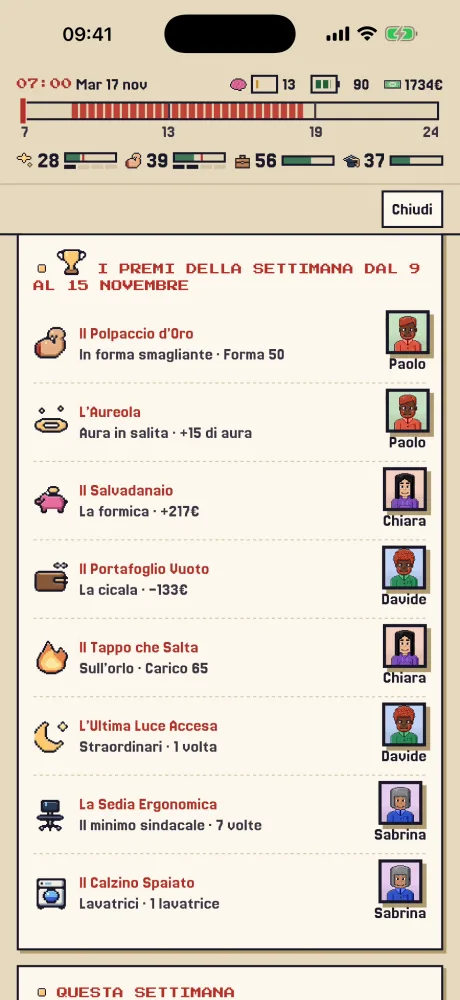 09:41
07:00 Mar 17 nov 13 90 1734€
7 13 19 24
28 39 56 37
Chiudi
I PREMI DELLA SETTIMANA DAL 9
AL 15 NOVEMBRE
Il Polpaccio d'Oro
In forma smagliante · Forma 50
Paolo
L'Aureola
Aura in salita · +15 di aura
Paolo
Il Salvadanaio
La formica · +217€
Chiara
Il Portafoglio Vuoto
La cicala · -133€
Davide
Il Tappo che Salta
Sull'orlo · Carico 65
Chiara
L'Ultima Luce Accesa
Straordinari · 1 volta
Davide
La Sedia Ergonomica
Il minimo sindacale · 7 volte
Sabrina
Il Calzino Spaiato
Lavatrici · 1 lavatrice
Sabrina
QUESTA SETTIMANA